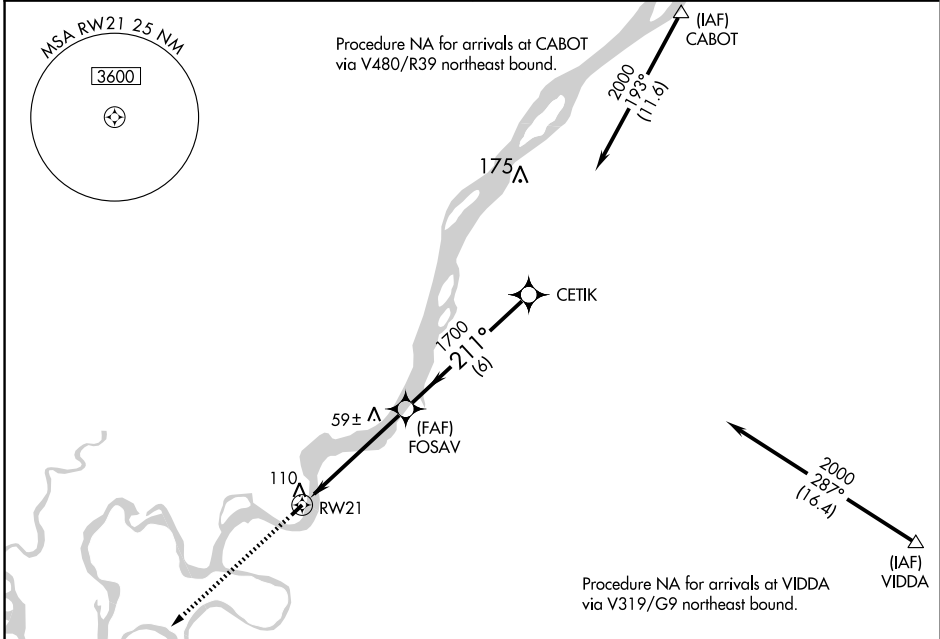 MSA RW21 25 NM
3600
Procedure NA for arrivals at CABOT
via V480/R39 northeast bound.
(IAF)
CABOT
2000
193°
(11.6)
175
CETIK
1700
211°
(6)
59±
(FAF)
FOSAV
110
RW21
2000
287°
(16.4)
(IAF)
VIDDA
Procedure NA for arrivals at VIDDA
via V319/G9 northeast bound.